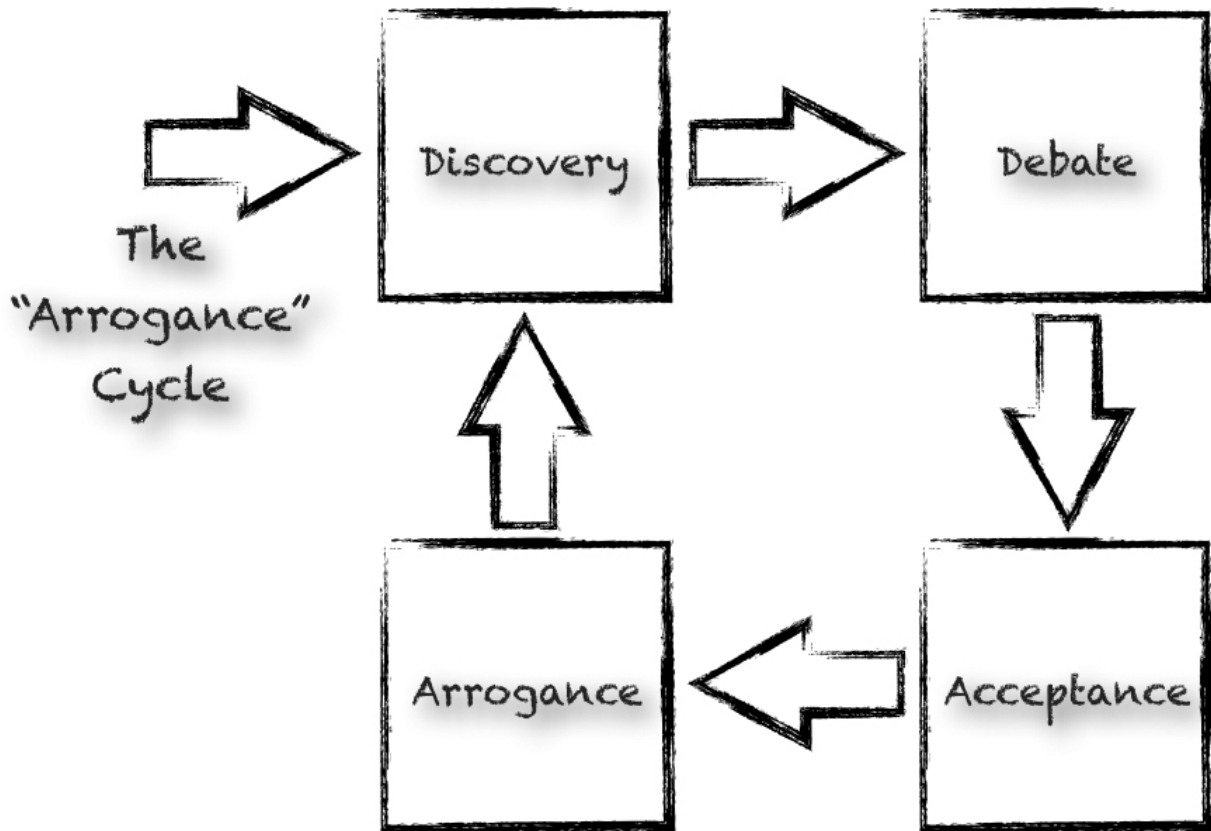 Discovery
Debate
The
“Arrogance”
Cycle
Arrogance
Acceptance